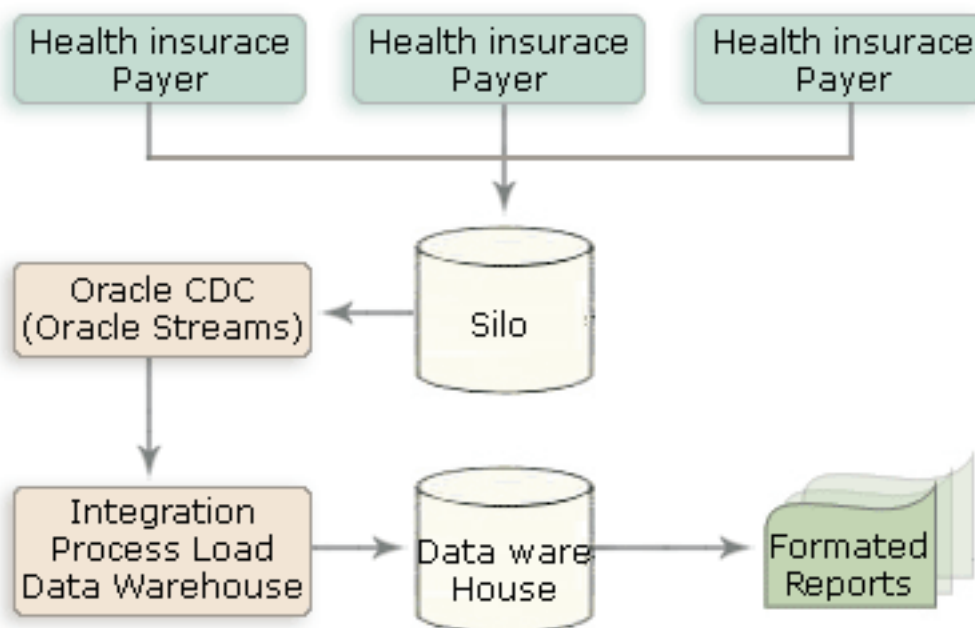 Health insurace
Payer
Health insurace
Payer
Health insurace
Payer
Oracle CDC
(Oracle Streams)
Silo
Integration
Process Load
Data Warehouse
Data ware
House
Formated
Reports